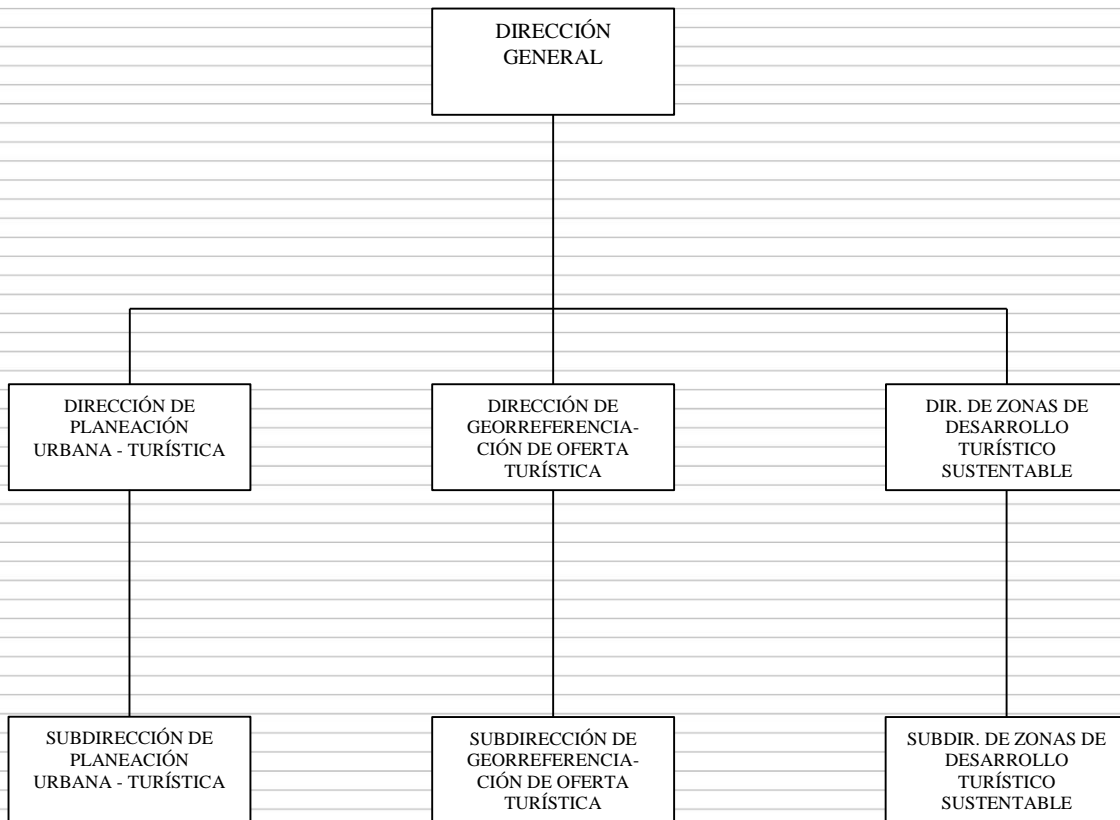 DIRECCIÓN
GENERAL
DIRECCIÓN DE
PLANEACIÓN
URBANA - TURÍSTICA
DIRECCIÓN DE
GEORREFERENCIA-
CIÓN DE OFERTA
TURÍSTICA
DIR. DE ZONAS DE
DESARROLLO
TURÍSTICO
SUSTENTABLE
SUBDIRECCIÓN DE
PLANEACIÓN
URBANA - TURÍSTICA
SUBDIRECCIÓN DE
GEORREFERENCIA-
CIÓN DE OFERTA
TURÍSTICA
SUBDIR. DE ZONAS DE
DESARROLLO
TURÍSTICO
SUSTENTABLE